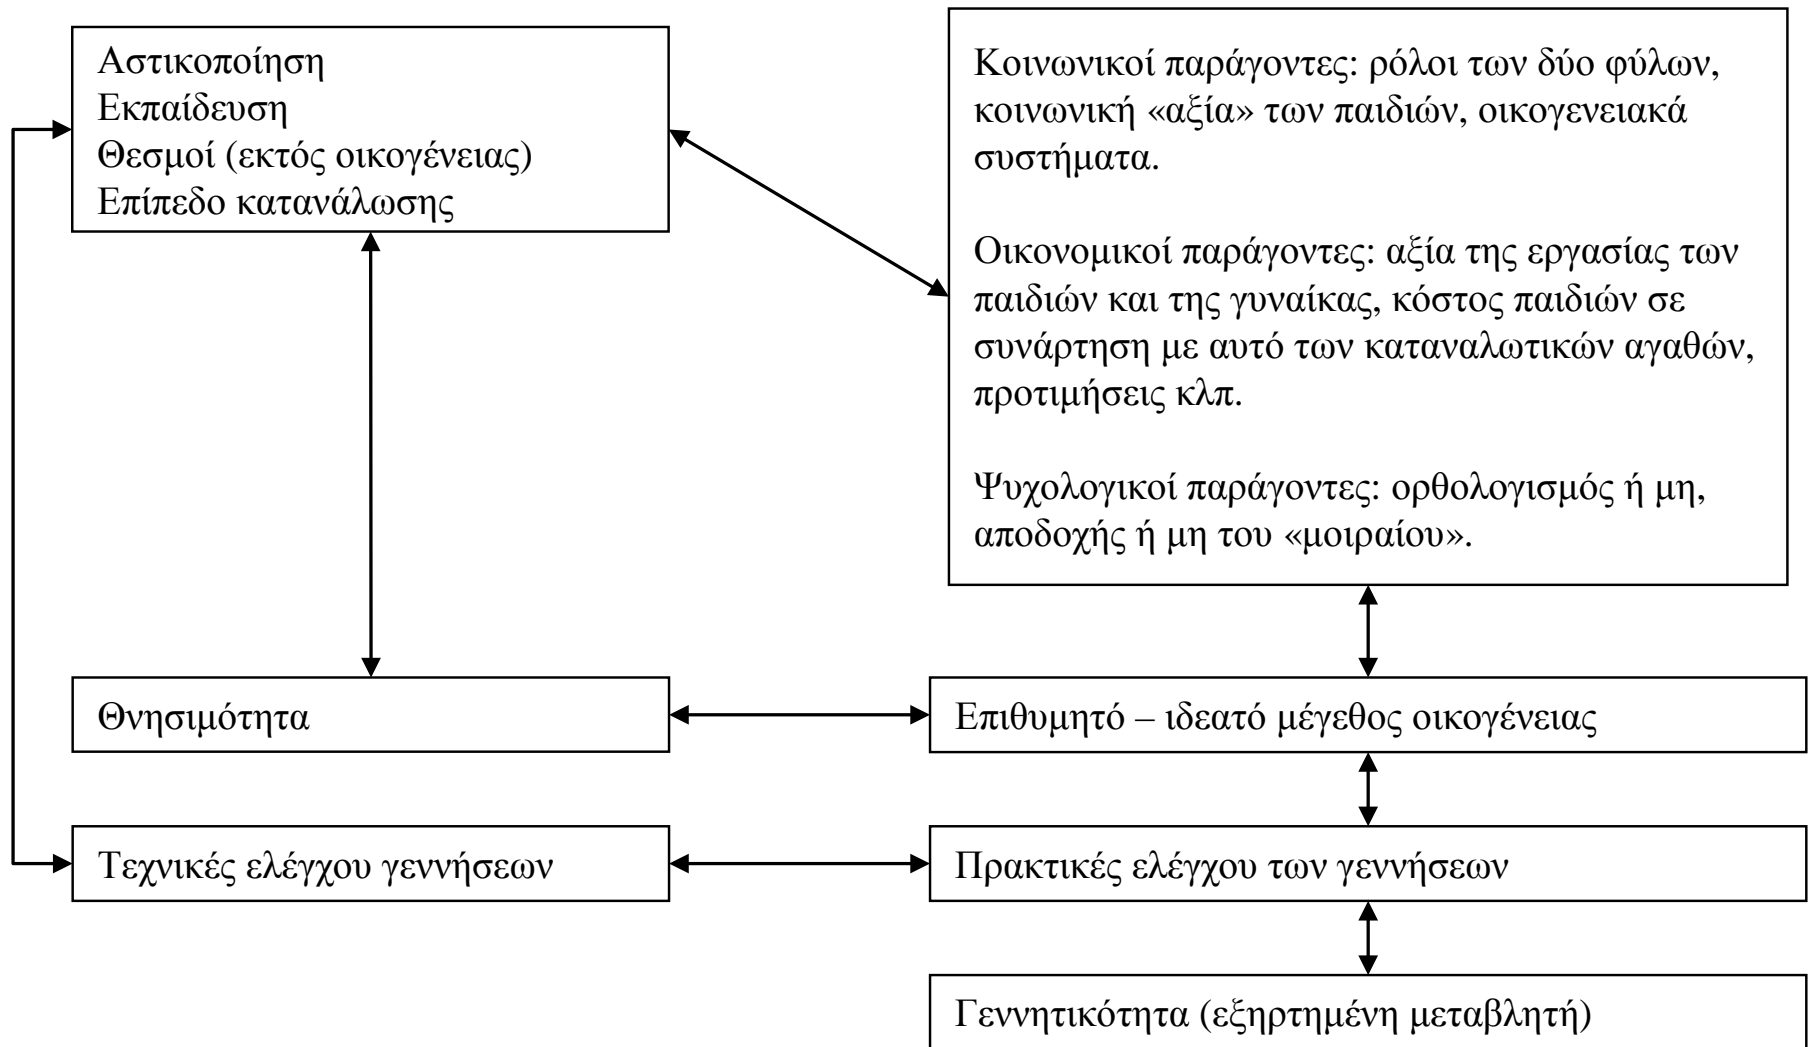 Αστικοποίηση
Εκπαίδευση
Θεσμοί (εκτός οικογένειας)
Επίπεδο κατανάλωσης
Κοινωνικοί παράγοντες: ρόλοι των δύο φύλων,
κοινωνική «αξία» των παιδιών, οικογενειακά
συστήματα.
Οικονομικοί παράγοντες: αξία της εργασίας των
παιδιών και της γυναίκας, κόστος παιδιών σε
συνάρτηση με αυτό των καταναλωτικών αγαθών,
προτιμήσεις κλπ.
Ψυχολογικοί παράγοντες: ορθολογισμός ή μη,
αποδοχής ή μη του «μοιραίου».
Θνησιμότητα
Επιθυμητό – ιδεατό μέγεθος οικογένειας
Τεχνικές ελέγχου γεννήσεων
Πρακτικές ελέγχου των γεννήσεων
Γεννητικότητα (εξηρτημένη μεταβλητή)